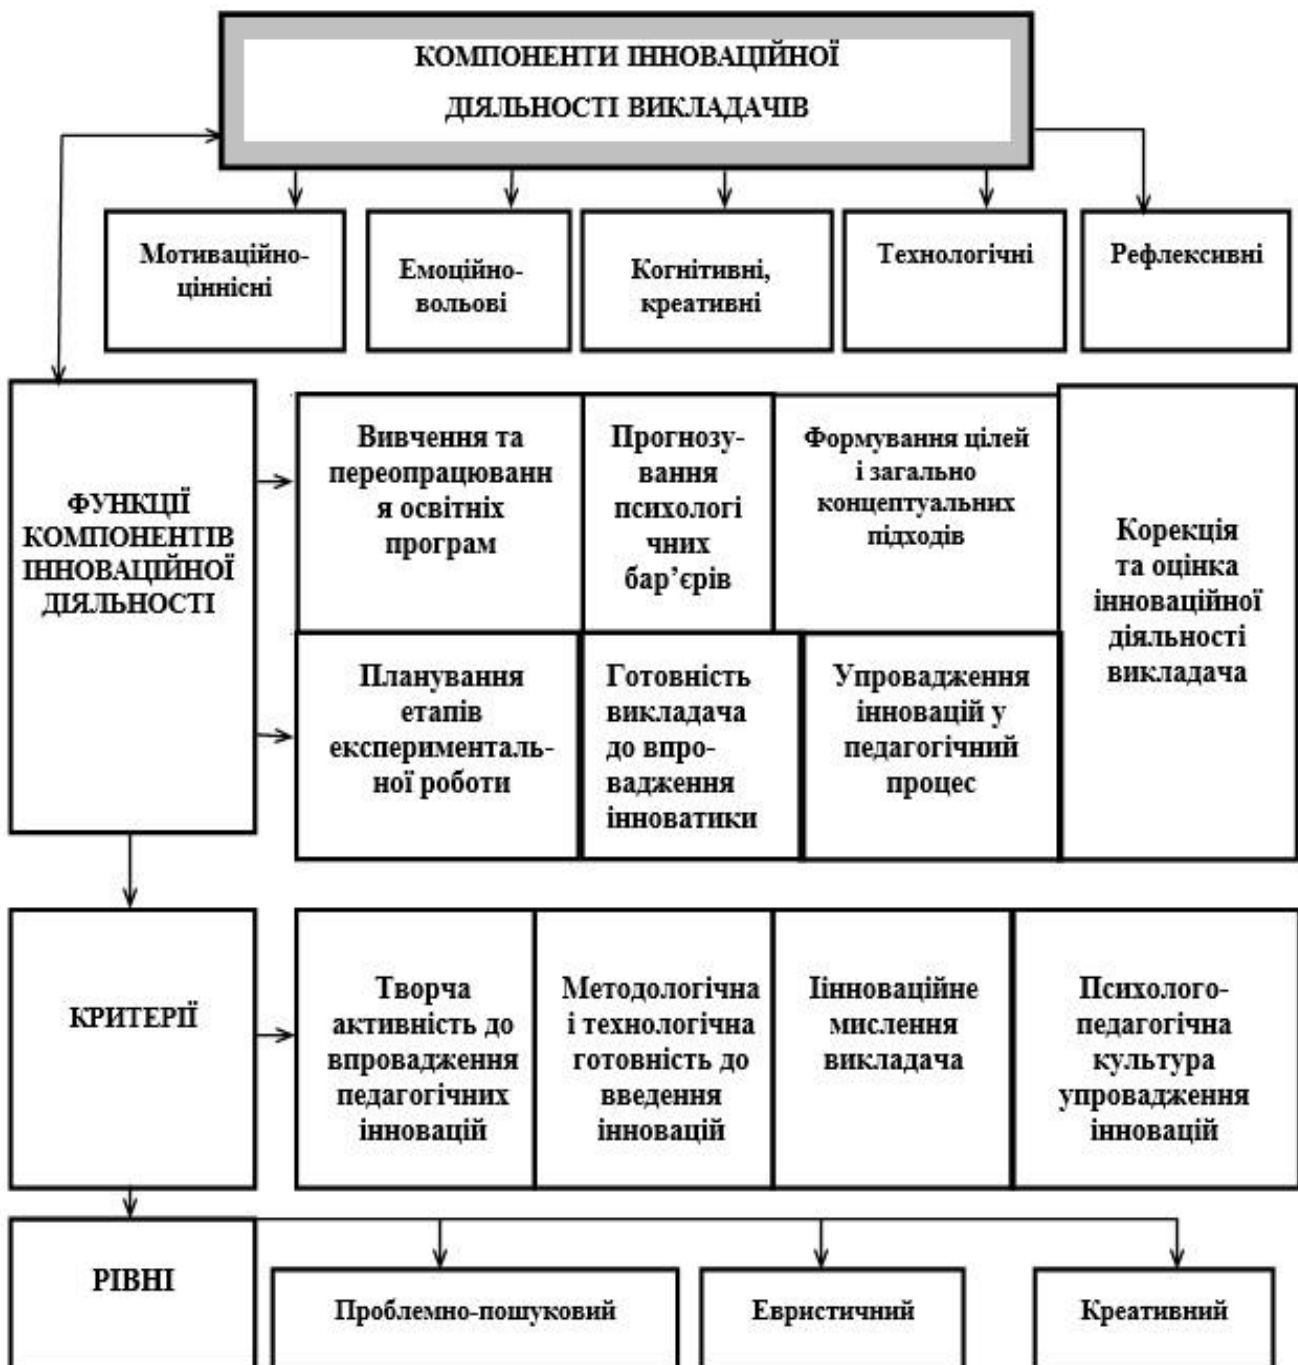 КОМПОНЕНТИ ІННОВАЦІЙНОЇ
ДІЯЛЬНОСТІ ВИКЛАДАЧІВ
Мотиваційно-
ціннісні
Емоційно-
вольові
Когнітивні,
креативні
Технологічні
Рефлексивні
ФУНКЦІЇ
КОМПОНЕНТІВ
ІННОВАЦІЙНОЇ
ДІЯЛЬНОСТІ
Вивчення та
переопрацюванн
я освітніх
програм
Прогнозу-
вання
психологі
чних
бар’єрів
Формування цілей
і загально
концептуальних
підходів
Корекція
та оцінка
інноваційної
діяльності
викладача
Планування
етапів
эксперименталь-
ної роботи
Готовність
викладача
до впро-
вадження
інноватики
Упровадження
інновацій у
педагогічний
процес
КРИТЕРІЇ
Творча
активність до
впровадження
педагогічних
інновацій
Методологічна
і технологічна
готовність до
введення
інновацій
Іінноваційне
мислення
викладача
Психолого-
педагогічна
культура
упровадження
інновацій
РІВНІ
Проблемно-пошуковий
Евристичний
Креативний